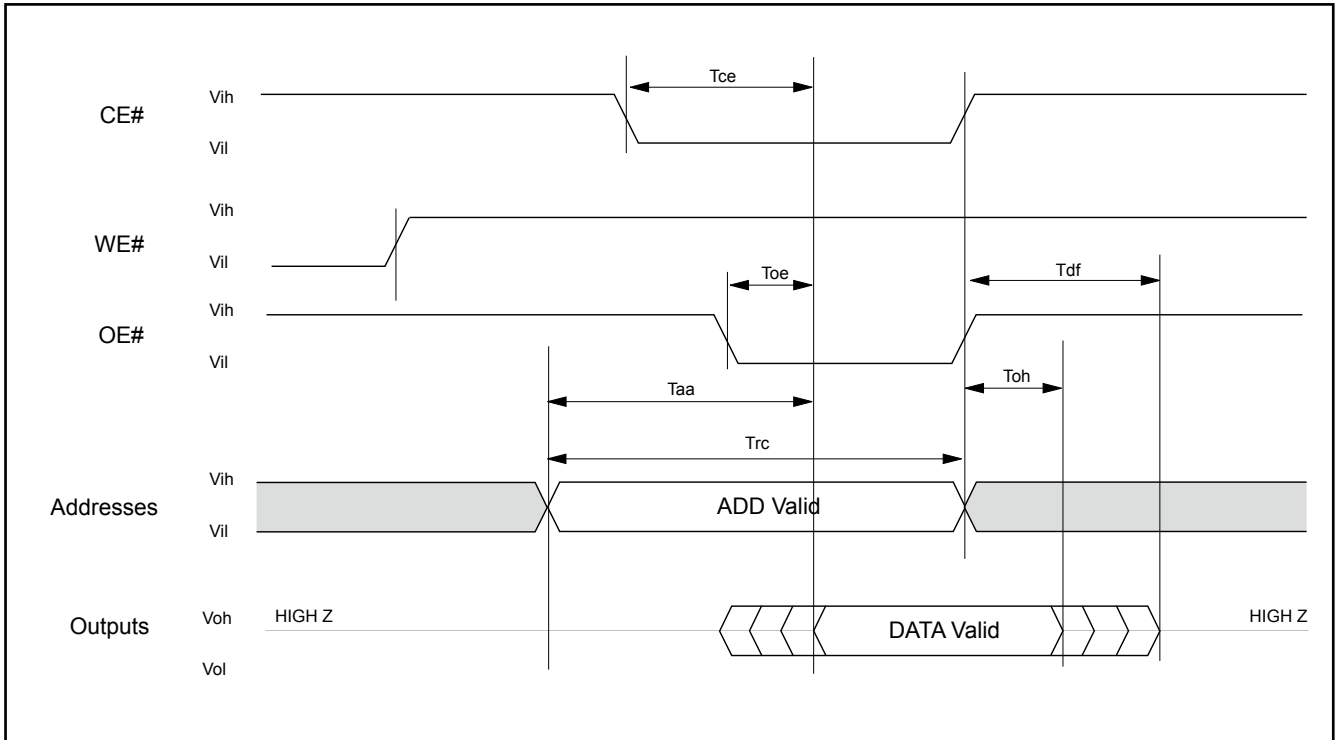 Tce
Vih
CE#
Vil
Vih
WE#
Vil
Toe
Tdf
Vih
OE#
Vil
Toh
Taa
Trc
Vih
Addresses
ADD Valid
Vil
Outputs
Voh
HIGH Z
DATA Valid
HIGH Z
Vol